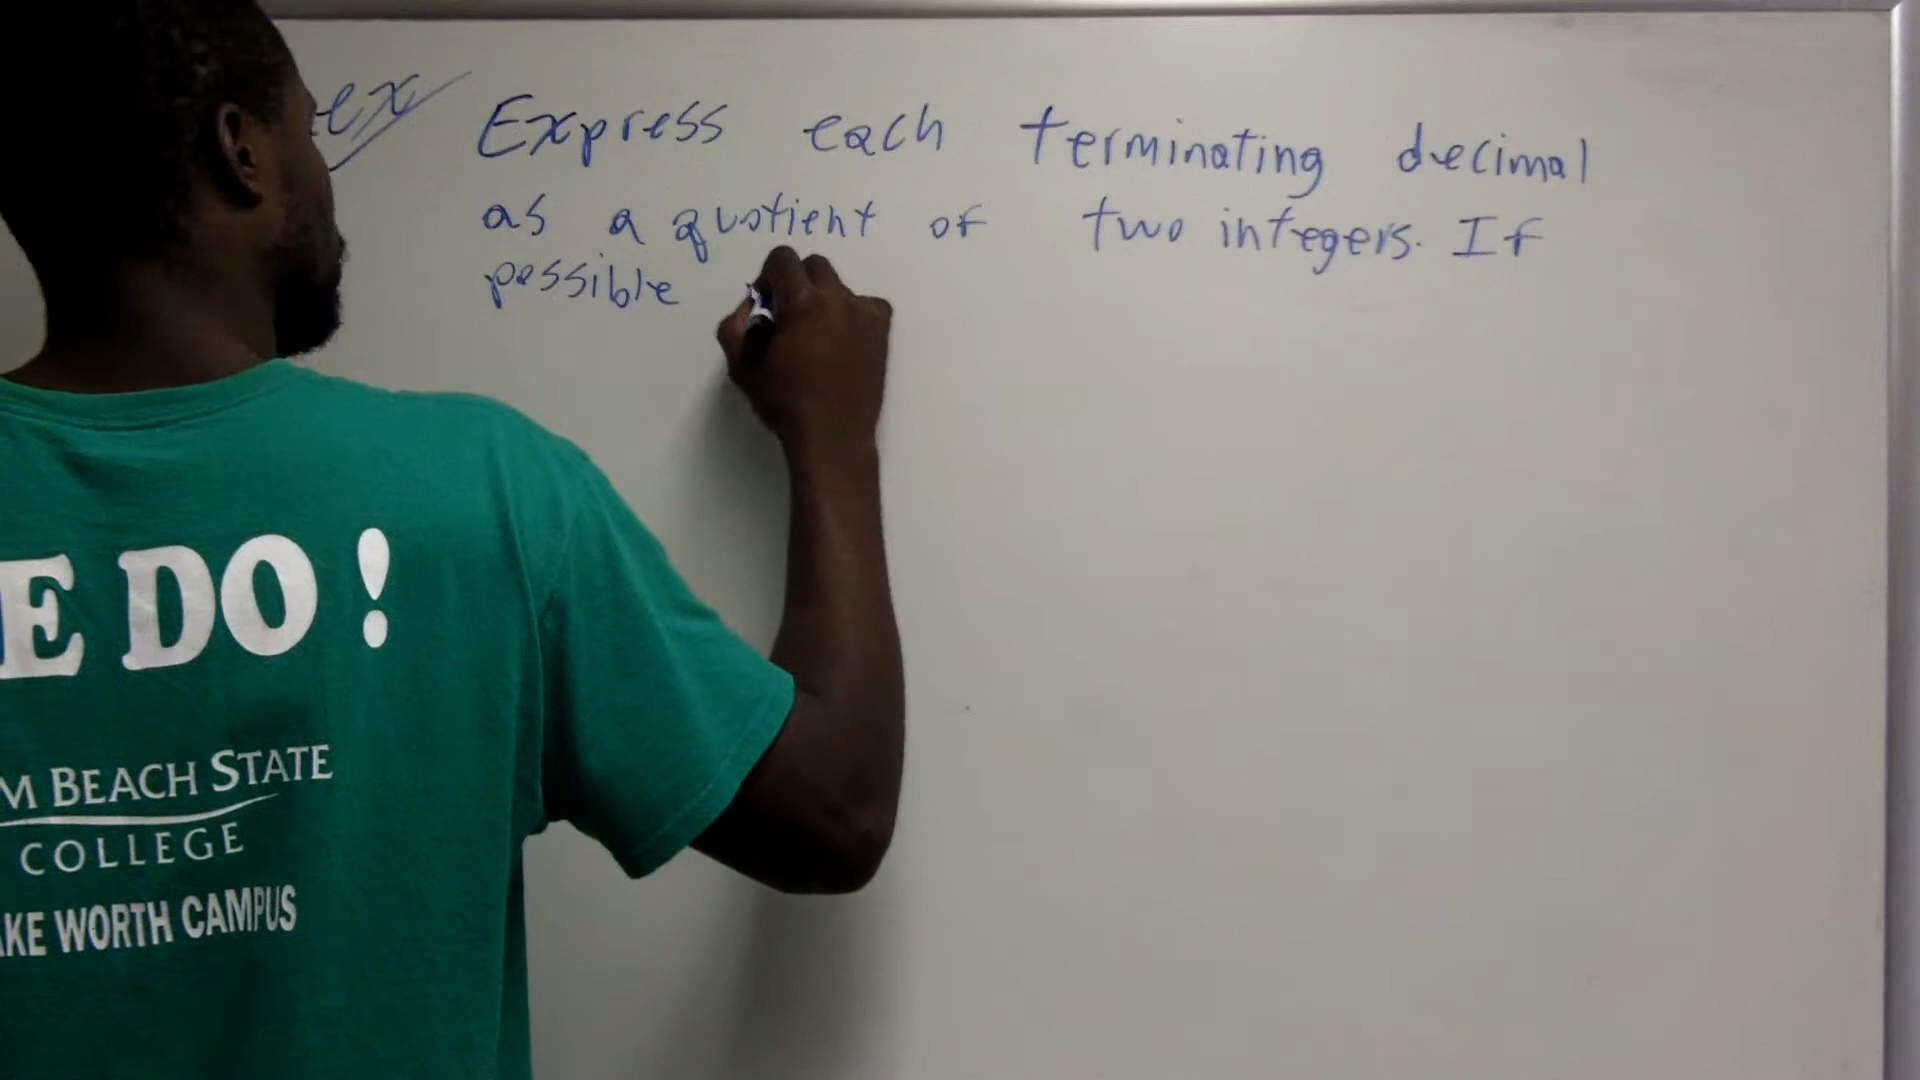 ex Express each terminating decimal
as a quotient of two integers. If
possible
E DO!
M BEACH STATE
COLLEGE
AKE WORTH CAMPUS